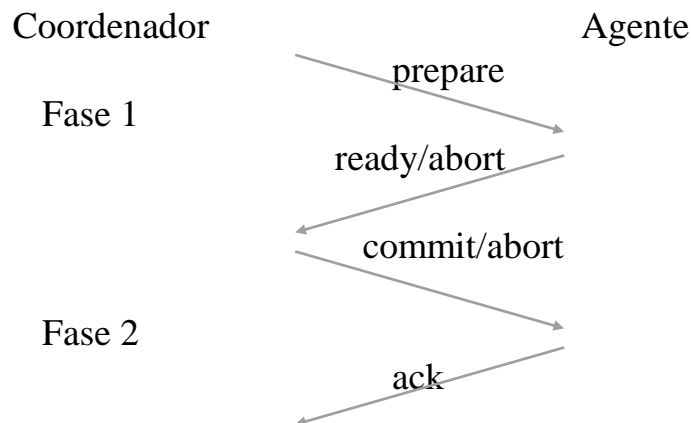 Coordenador Agente
prepare
Fase 1
ready/abort
commit/abort
Fase 2
ack